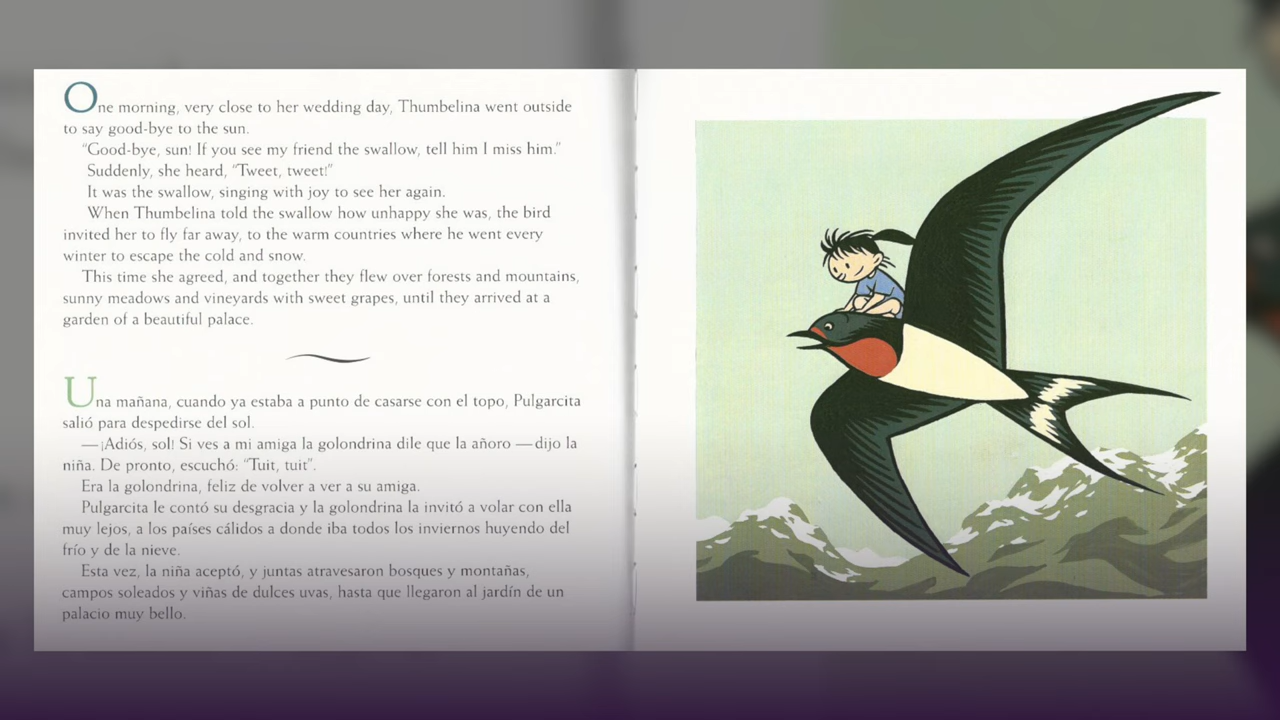 One morning, very close to her wedding day, Thumbelina went outside
to say good-bye to the sun.
“Good-bye, sun! If you see my friend the swallow, tell him I miss him.”
Suddenly, she heard, “Tweet, tweet!”
It was the swallow, singing with joy to see her again.
When Thumbelina told the swallow how unhappy she was, the bird
invited her to fly far away, to the warm countries where he went every
winter to escape the cold and snow.
This time she agreed, and together they flew over forests and mountains,
sunny meadows and vineyards with sweet grapes, until they arrived at a
garden of a beautiful palace.
Una mañana, cuando ya estaba a punto de casarse con el topo, Pulgarcita
salió para despedirse del sol.
—¡Adiós, sol! Si ves a mi amiga la golondrina dile que la añoro —dijo la
niña. De pronto, escuchó: “Tuit, tuit”.
Era la golondrina, feliz de volver a ver a su amiga.
Pulgarcita le contó su desgracia y la golondrina la invitó a volar con ella
muy lejos, a los países cálidos a donde iba todos los inviernos huyendo del
frío y de la nieve.
Esta vez, la niña aceptó, y juntas atravesaron bosques y montañas,
campos soleados y viñas de dulces uvas, hasta que llegaron al jardín de un
palacio muy bello.